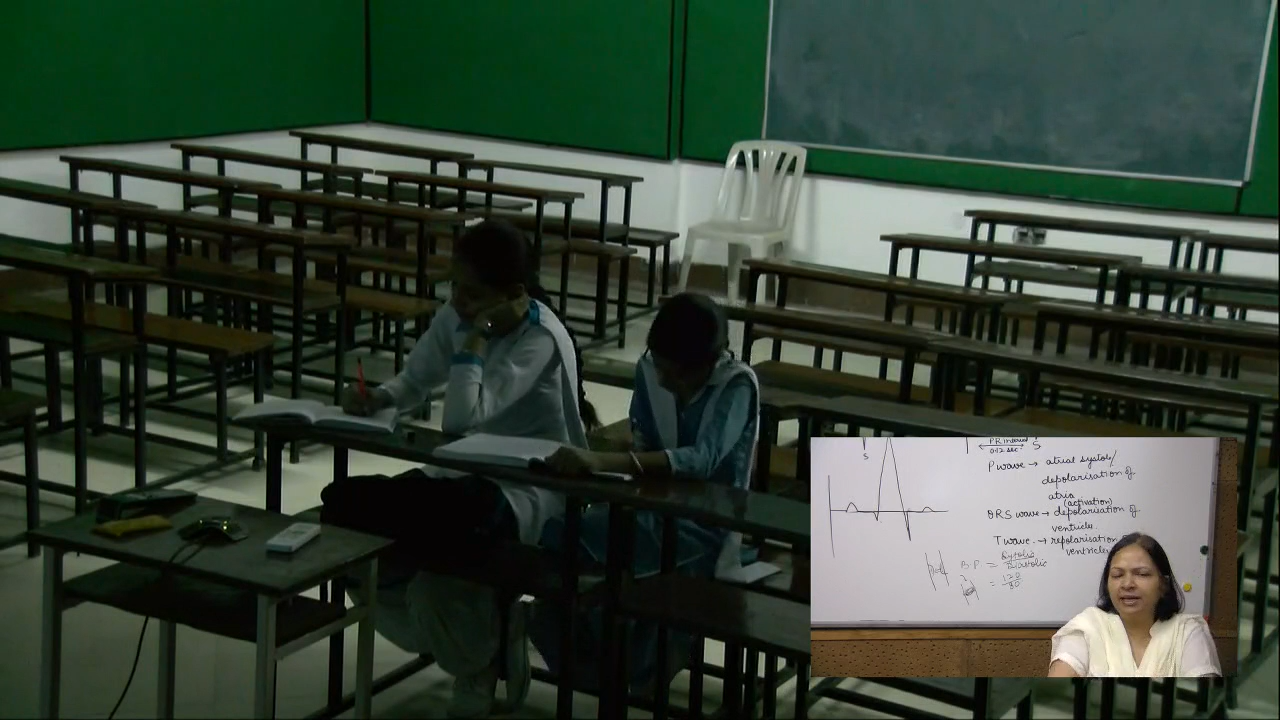 S
PR interval
0.12 sec
S
P wave → atrial systole/
depolarisation of
atria
(activation)
QRS wave → depolarisation of
ventricle.
T wave → repolarisation
ventricles
B.P = Systolic
Diastolic
= 120
80